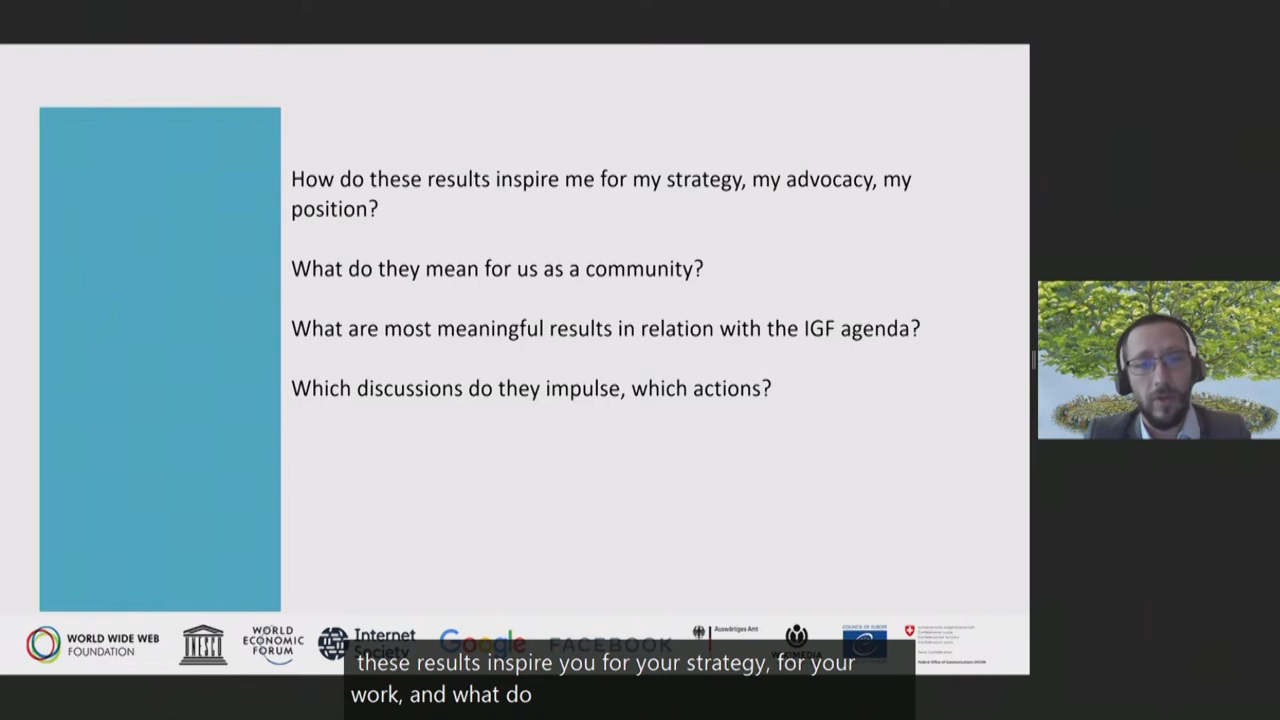 How do these results inspire me for my strategy, my advocacy, my
position?
What do they mean for us as a community?
What are most meaningful results in relation with the IGF agenda?
Which discussions do they impulse, which actions?
WORLD WIDE WEB
FOUNDATION
UNESCO
WORLD
ECONOMIC
FORUM
Internet
Society
Google
FACEBOOK
Auswärtiges Amt
WIKIMEDIA
COUNCIL OF EUROPE
these results inspire you for your strategy, for your
work, and what do